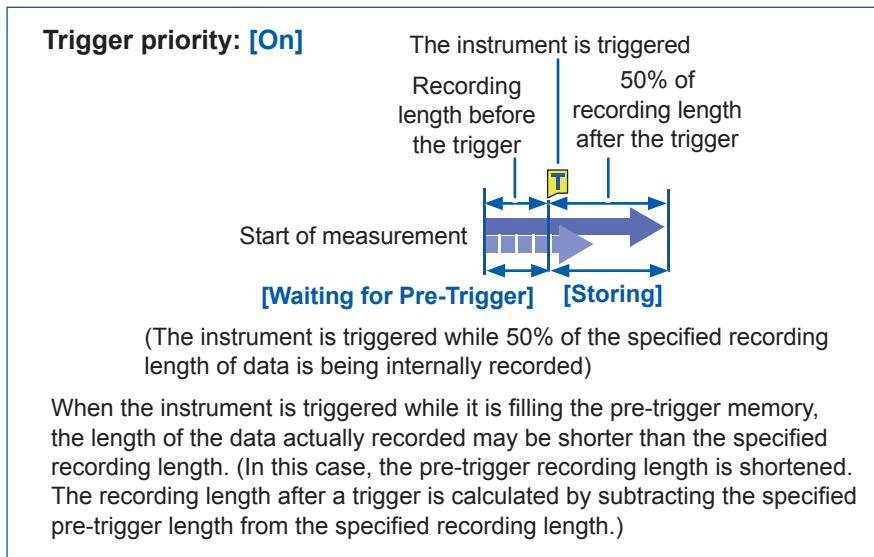 Trigger priority: [On]
The instrument is triggered
Recording
length before
the trigger
50% of
recording length
after the trigger
T
Start of measurement
[Waiting for Pre-Trigger]
[Storing]
(The instrument is triggered while 50% of the specified recording
length of data is being internally recorded)
When the instrument is triggered while it is filling the pre-trigger memory,
the length of the data actually recorded may be shorter than the specified
recording length. (In this case, the pre-trigger recording length is shortened.
The recording length after a trigger is calculated by subtracting the specified
pre-trigger length from the specified recording length.)